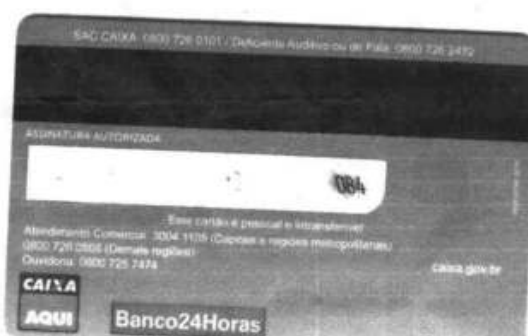 SAC CAIXA: 0800 726 0101 / Deficiente Auditivo ou de Fala: 0800 726 2492
ASSINATURA AUTORIZADA
084
Esse cartão é pessoal e intransferível
Atendimento Comercial: 3004 1105 (Capitais e regiões metropolitanas)
0800 726 0505 (Demais regiões)
Ouvidoria: 0800 725 7474
caixa.gov.br
CAIXA
AQUI
Banco24Horas